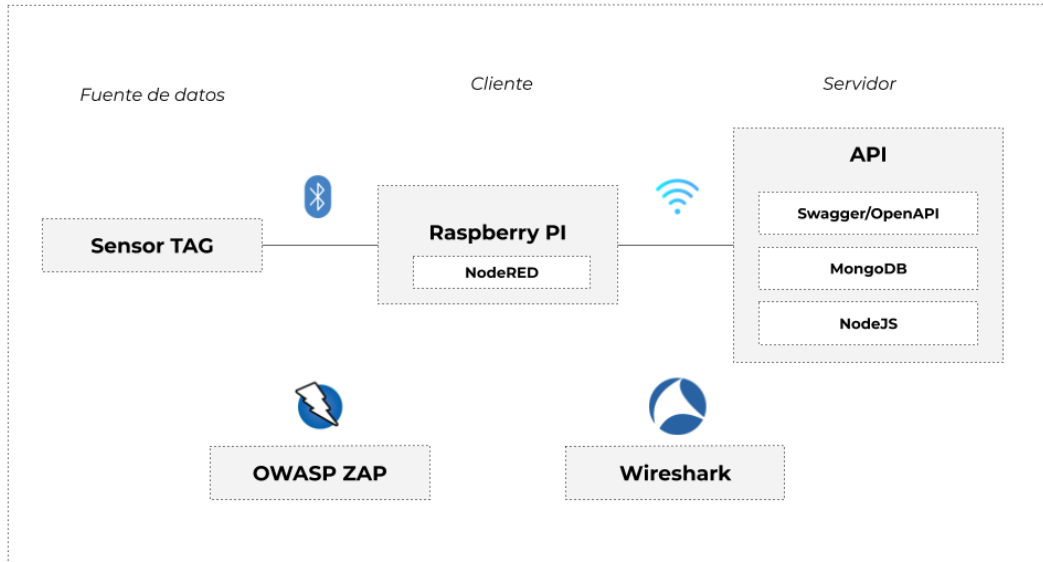 Fuente de datos
Cliente
Servidor
Sensor TAG
Raspberry PI
NodeRED
API
Swagger/OpenAPI
MongoDB
NodeJS
OWASP ZAP
Wireshark